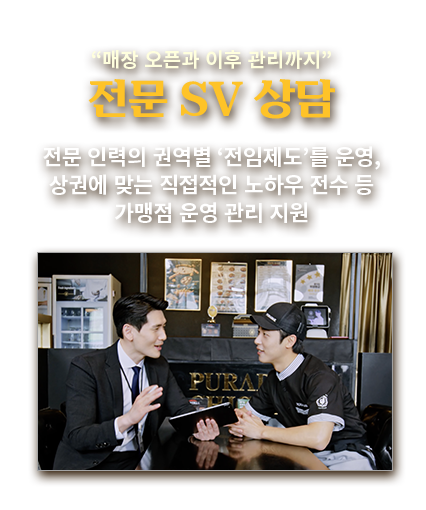 “매장 오픈과 이후 관리까지”
전문 SV 상담
전문 인력의 권역별 ‘전임제도’를 운영,
상권에 맞는 직접적인 노하우 전수 등
가맹점 운영 관리 지원